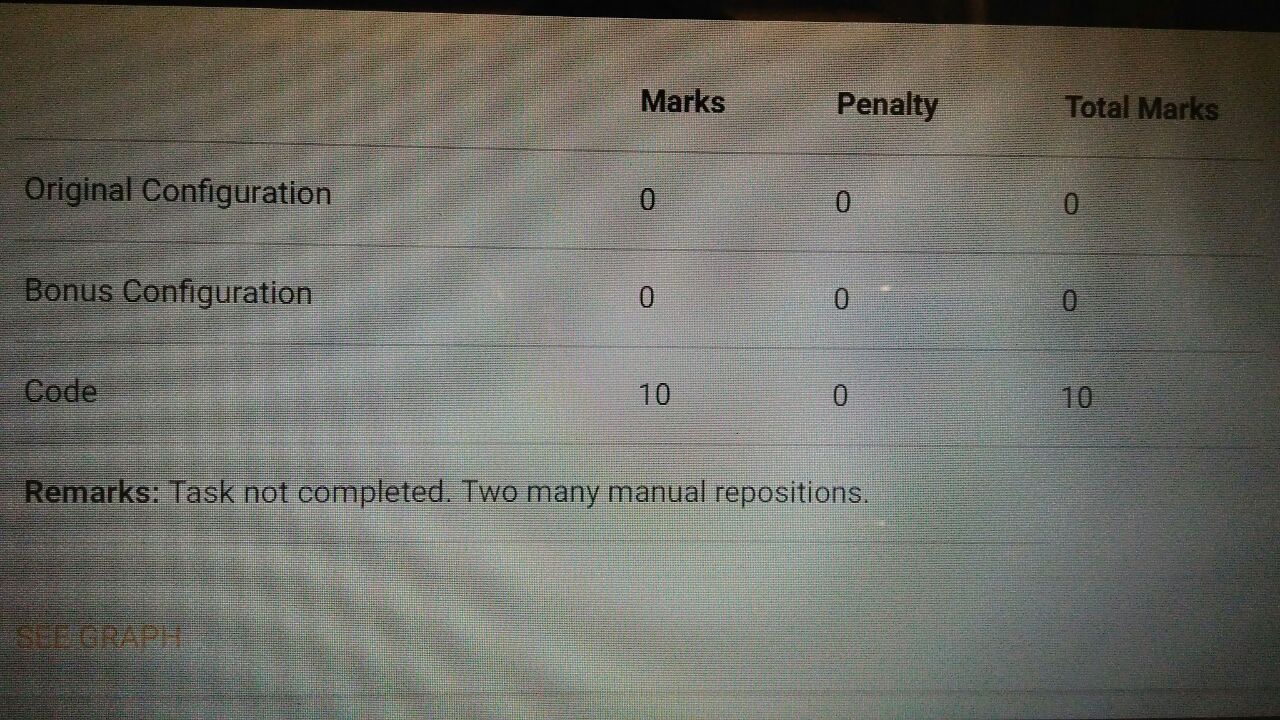 Marks Penalty Total Marks
Original Configuration 0 0 0
Bonus Configuration 0 0 0
Code 10 0 10
Remarks: Task not completed. Two many manual repositions.
SEE GRAPH